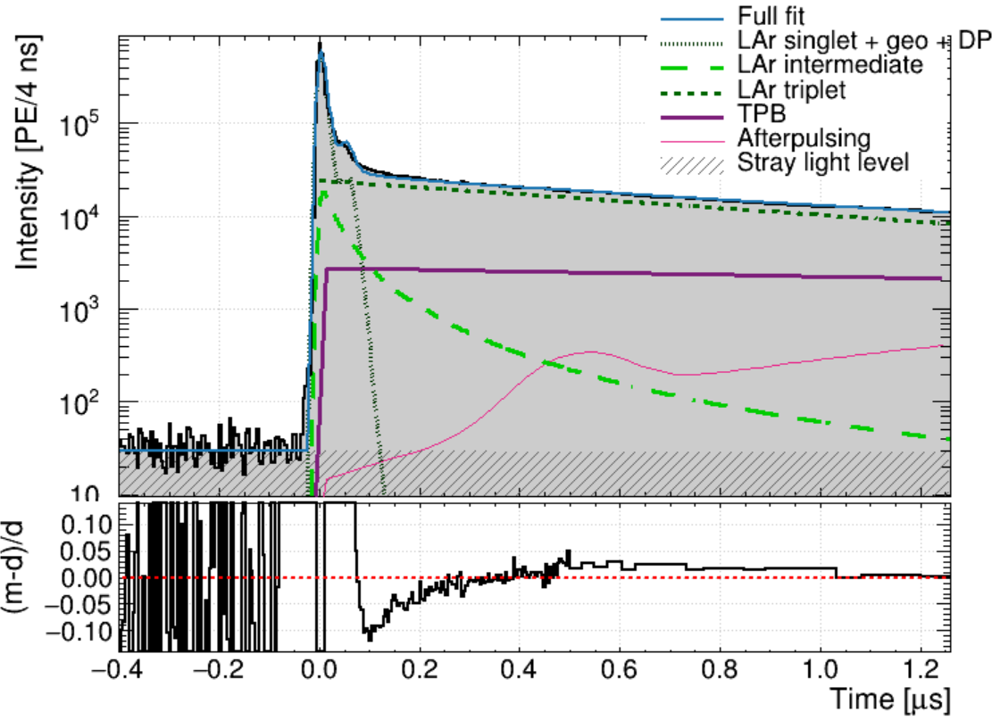 Full fit
LAr singlet + geo + DP
LAr intermediate
LAr triplet
TPB
Afterpulsing
Stray light level
Intensity [PE/4 ns]
10⁵
10⁴
10³
10²
10
(m-d)/d
0.10
0.05
0.00
−0.05
−0.10
−0.4 −0.2 0.0 0.2 0.4 0.6 0.8 1.0 1.2
Time [μs]